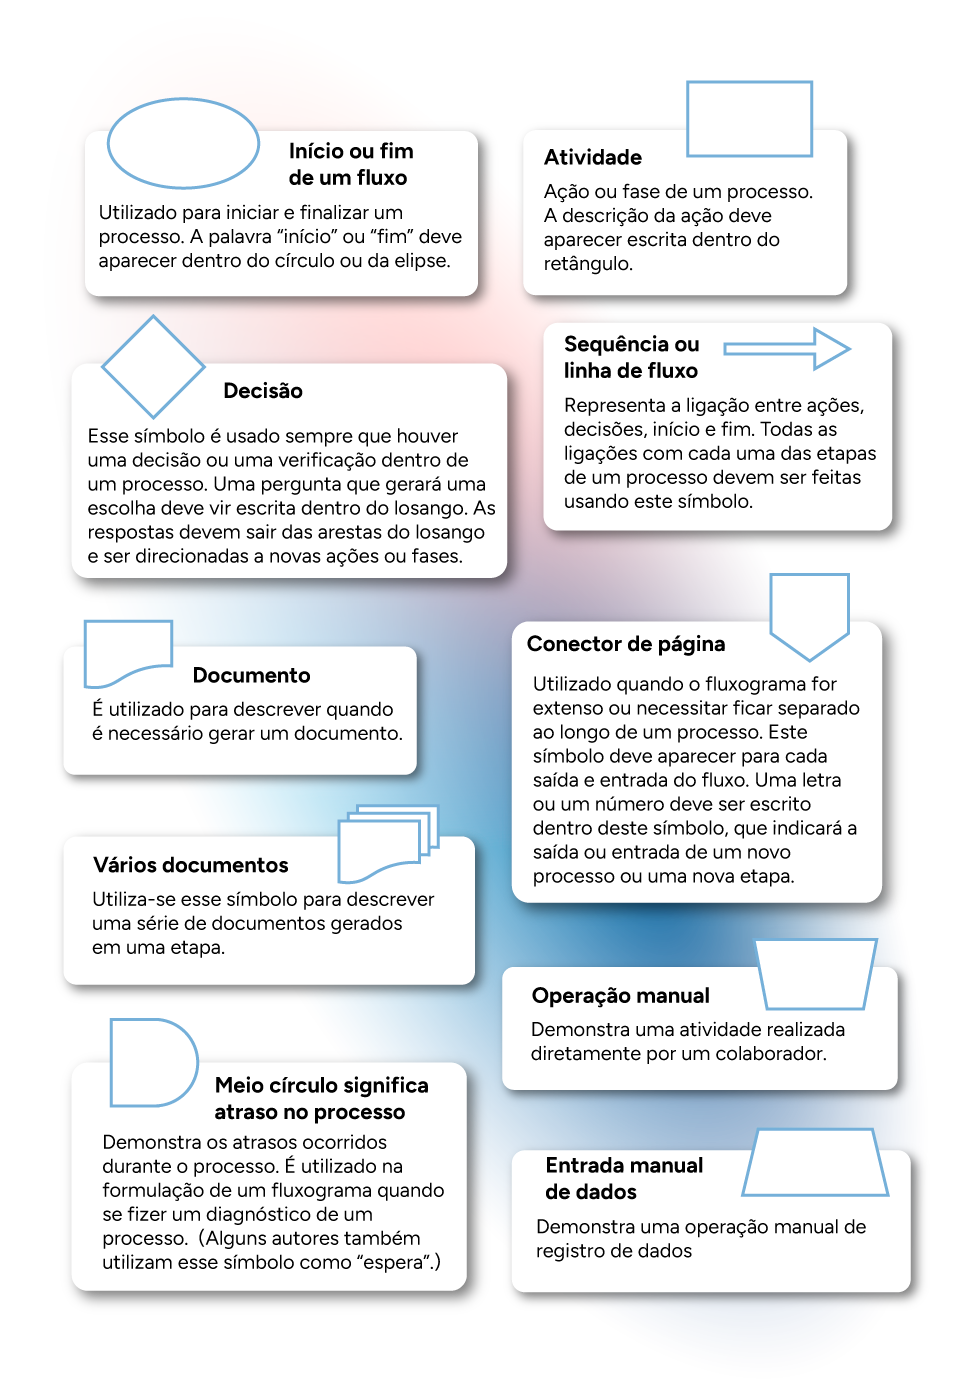 Início ou fim
de um fluxo
Utilizado para iniciar e finalizar um
processo. A palavra “início” ou “fim” deve
aparecer dentro do círculo ou da elipse.
Atividade
Ação ou fase de um processo.
A descrição da ação deve
aparecer escrita dentro do
retângulo.
Decisão
Esse símbolo é usado sempre que houver
uma decisão ou uma verificação dentro de
um processo. Uma pergunta que gerará uma
escolha deve vir escrita dentro do losango. As
respostas devem sair das arestas do losango
e ser direcionadas a novas ações ou fases.
Sequência ou
linha de fluxo
Representa a ligação entre ações,
decisões, início e fim. Todas as
ligações com cada uma das etapas
de um processo devem ser feitas
usando este símbolo.
Documento
É utilizado para descrever quando
é necessário gerar um documento.
Conector de página
Utilizado quando o fluxograma for
extenso ou necessitar ficar separado
ao longo de um processo. Este
símbolo deve aparecer para cada
saída e entrada do fluxo. Uma letra
ou um número deve ser escrito
dentro deste símbolo, que indicará a
saída ou entrada de um novo
processo ou uma nova etapa.
Vários documentos
Utiliza-se esse símbolo para descrever
uma série de documentos gerados
em uma etapa.
Operação manual
Demonstra uma atividade realizada
diretamente por um colaborador.
Meio círculo significa
atraso no processo
Demonstra os atrasos ocorridos
durante o processo. É utilizado na
formulação de um fluxograma quando
se fizer um diagnóstico de um
processo.  (Alguns autores também
utilizam esse símbolo como “espera”.)
Entrada manual
de dados
Demonstra uma operação manual de
registro de dados